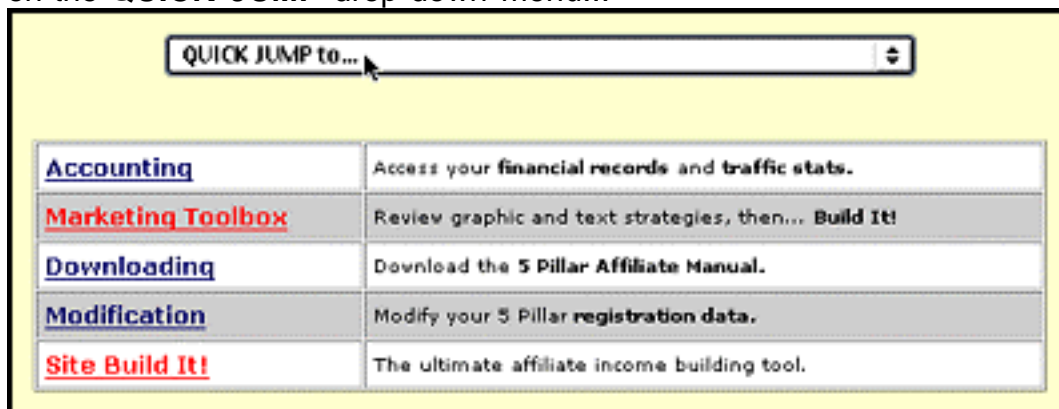 QUICK JUMP to...
Accounting Access your financial records and traffic stats.
Marketing Toolbox Review graphic and text strategies, then... Build It!
Downloading Download the 5 Pillar Affiliate Manual.
Modification Modify your 5 Pillar registration data.
Site Build It! The ultimate affiliate income building tool.